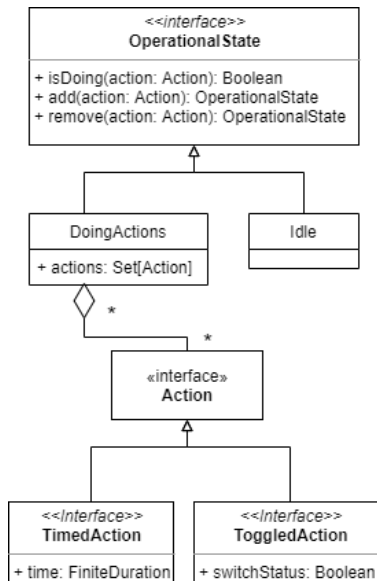 <<interface>>
OperationalState
+ isDoing(action: Action): Boolean
+ add(action: Action): OperationalState
+ remove(action: Action): OperationalState
DoingActions
+ actions: Set[Action]
Idle
*
*
«interface»
Action
<<Interface>>
TimedAction
+ time: FiniteDuration
<<Interface>>
ToggledAction
+ switchStatus: Boolean